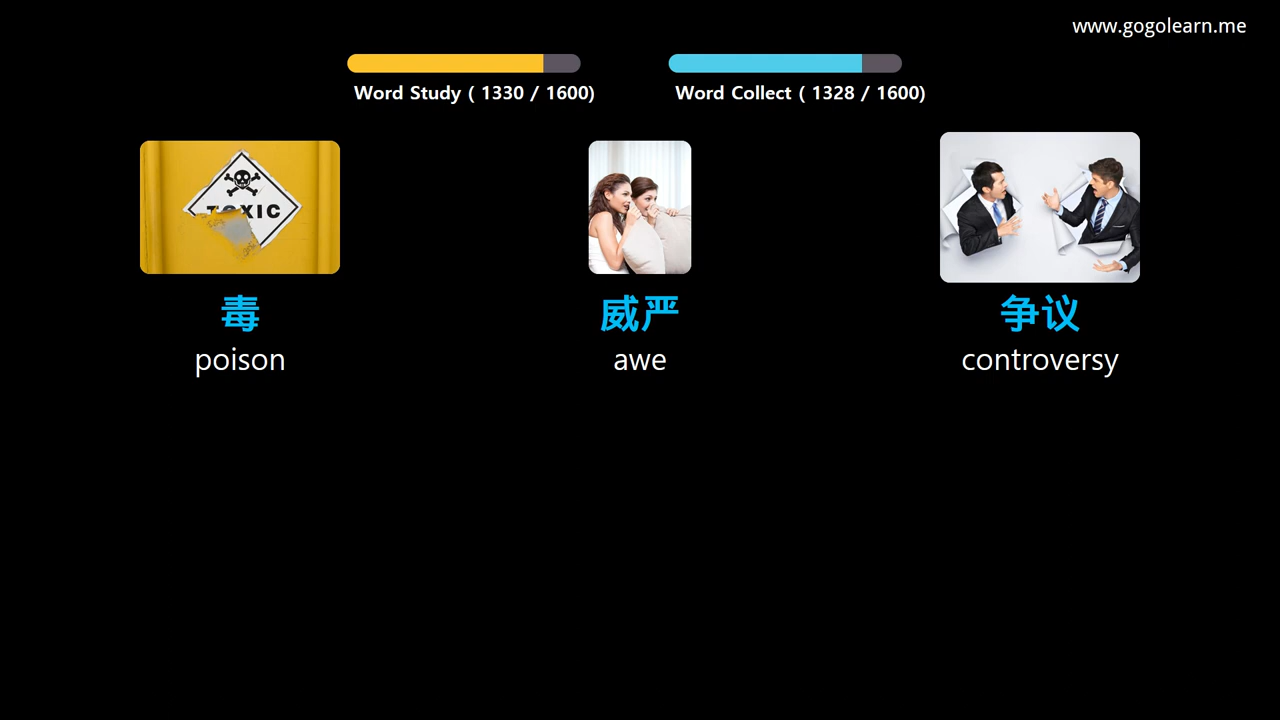 www.gogolearn.me
Word Study ( 1330 / 1600)
Word Collect ( 1328 / 1600)
TOXIC
毒
威严
争议
poison
awe
controversy